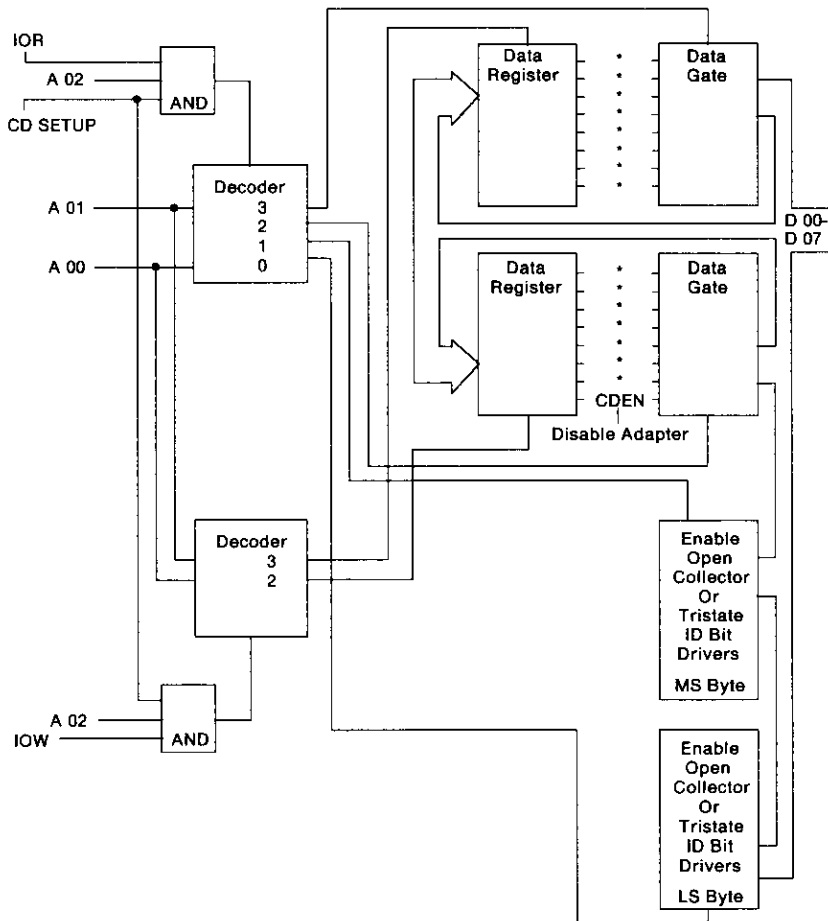 IOR
A 02
AND
CD SETUP
Data
Register
*
*
*
*
*
*
*
*
Data
Gate
A 01
A 00
Decoder
3
2
1
0
D 00-
D 07
Data
Register
*
*
*
*
*
*
*
CDEN
Disable Adapter
Data
Gate
Decoder
3
2
Enable
Open
Collector
Or
Tristate
ID Bit
Drivers
MS Byte
A 02
IOW
AND
Enable
Open
Collector
Or
Tristate
ID Bit
Drivers
LS Byte